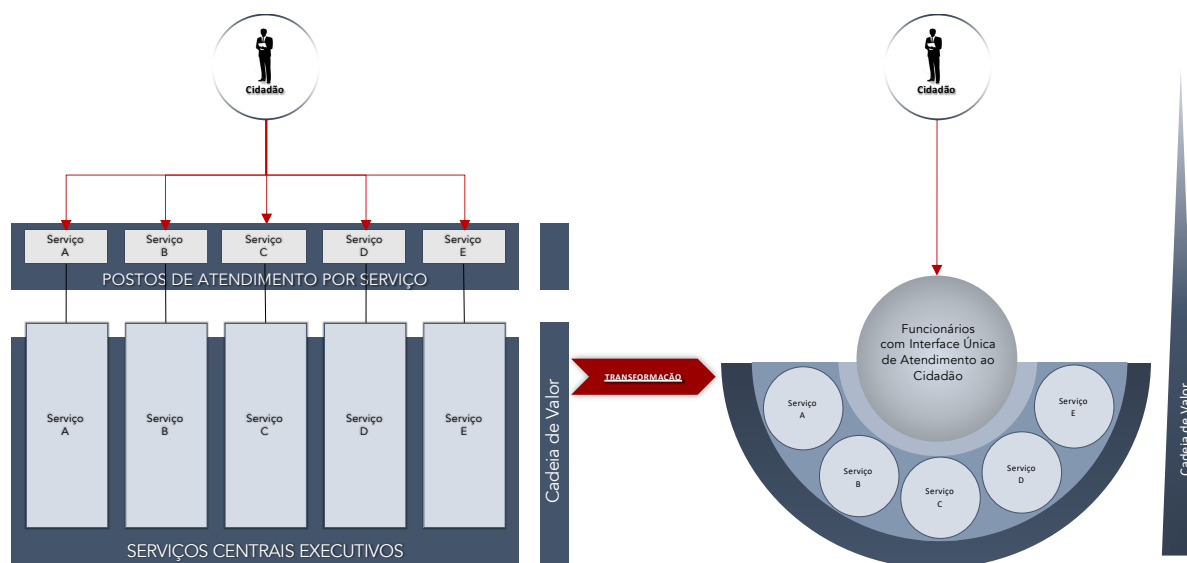 Cidadão
Serviço
A
Serviço
B
Serviço
C
Serviço
D
Serviço
E
POSTOS DE ATENDIMENTO POR SERVIÇO
Serviço
A
Serviço
B
Serviço
C
Serviço
D
Serviço
E
SERVIÇOS CENTRAIS EXECUTIVOS
Cadeia de Valor
TRANSFORMAÇÃO
Cidadão
Funcionários
com Interface Única
de Atendimento ao
Cidadão
Serviço
A
Serviço
B
Serviço
C
Serviço
D
Serviço
E
Cadeia de Valor